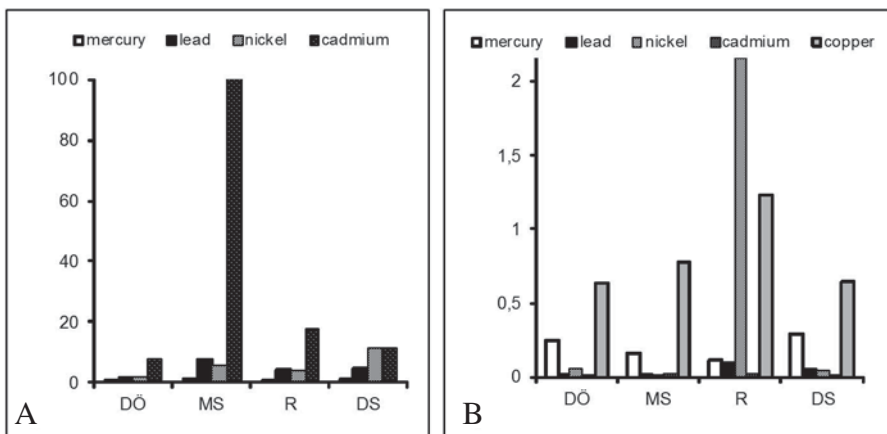 mercury lead nickel cadmium
100
80
60
40
20
0
DÖ MS R DS
A
mercury lead nickel cadmium copper
2
1,5
1
0,5
0
DÖ MS R DS
B